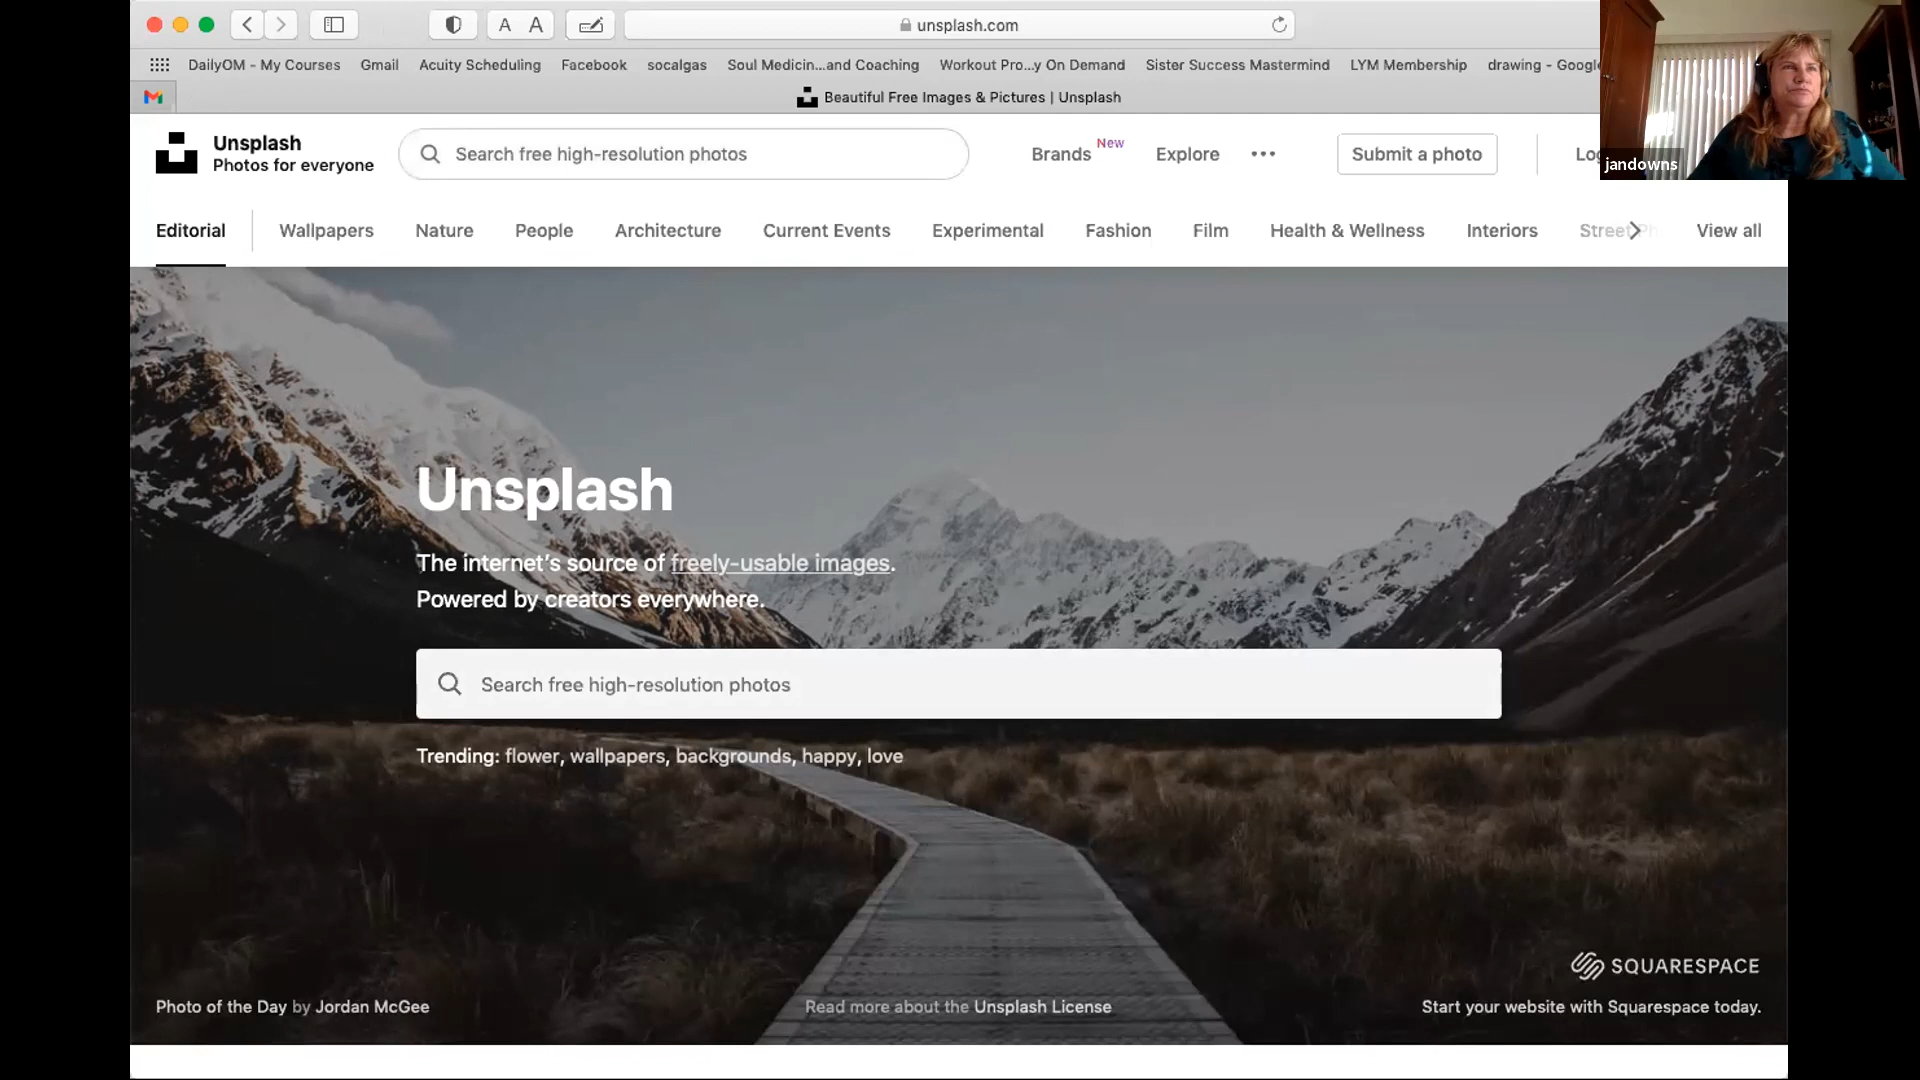 A A
unsplash.com
DailyOM - My Courses Gmail Acuity Scheduling Facebook socalgas Soul Medicin...and Coaching Workout Pro...y On Demand Sister Success Mastermind LYM Membership drawing - Google
Beautiful Free Images & Pictures | Unsplash
Unsplash
Photos for everyone
Search free high-resolution photos
Brands New Explore ••• Submit a photo
jandowns
Editorial Wallpapers Nature People Architecture Current Events Experimental Fashion Film Health & Wellness Interiors Street View all
Unsplash
The internet's source of freely-usable images.
Powered by creators everywhere.
Search free high-resolution photos
Trending: flower, wallpapers, backgrounds, happy, love
SQUARESPACE
Photo of the Day by Jordan McGee
Read more about the Unsplash License
Start your website with Squarespace today.